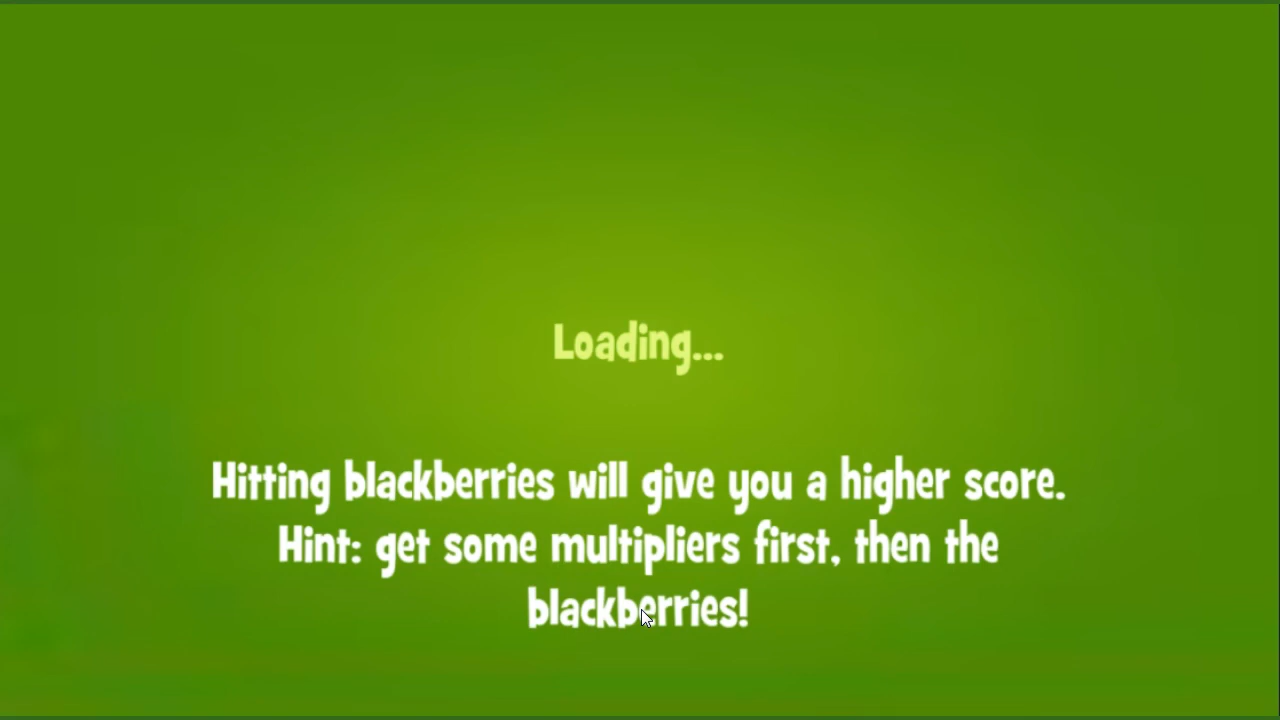 Loading...
Hitting blackberries will give you a higher score.
Hint: get some multipliers first, then the
blackberries!